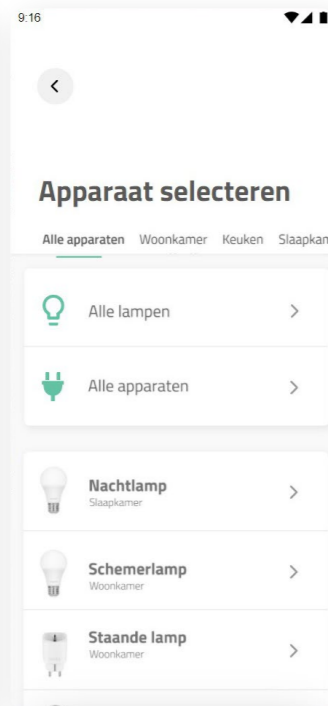 9:16
Apparaat selecteren
Alle apparaten Woonkamer Keuken Slaapkam
Alle lampen
Alle apparaten
Nachtlamp
Slaapkamer
Schemerlamp
Woonkamer
Staande lamp
Woonkamer